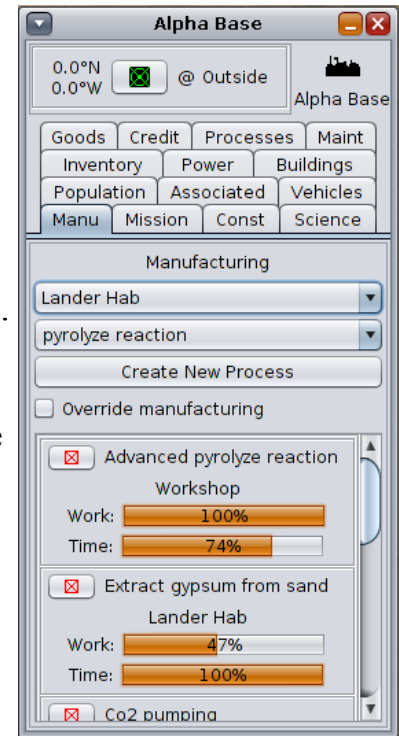 Alpha Base
0.0°N
0.0°W
@ Outside
Alpha Base
Goods Credit Processes Maint
Inventory Power Buildings
Population Associated Vehicles
Manu Mission Const Science
Manufacturing
Lander Hab
.
pyrolyze reaction
Create New Process
Override manufacturing
e
Advanced pyrolyze reaction
Workshop
Work: 100%
Time: 74%
Extract gypsum from sand
Lander Hab
Work: 47%
Time: 100%
Co2 pumping